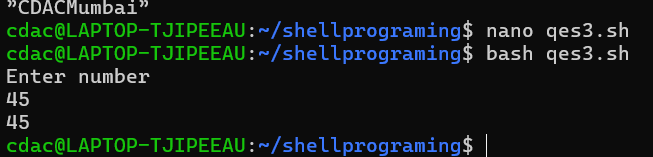 ”CDACMumbai”
cdac@LAPTOP-TJIPEEAU:~/shellprograming$ nano qes3.sh
cdac@LAPTOP-TJIPEEAU:~/shellprograming$ bash qes3.sh
Enter number
45
45
cdac@LAPTOP-TJIPEEAU:~/shellprograming$